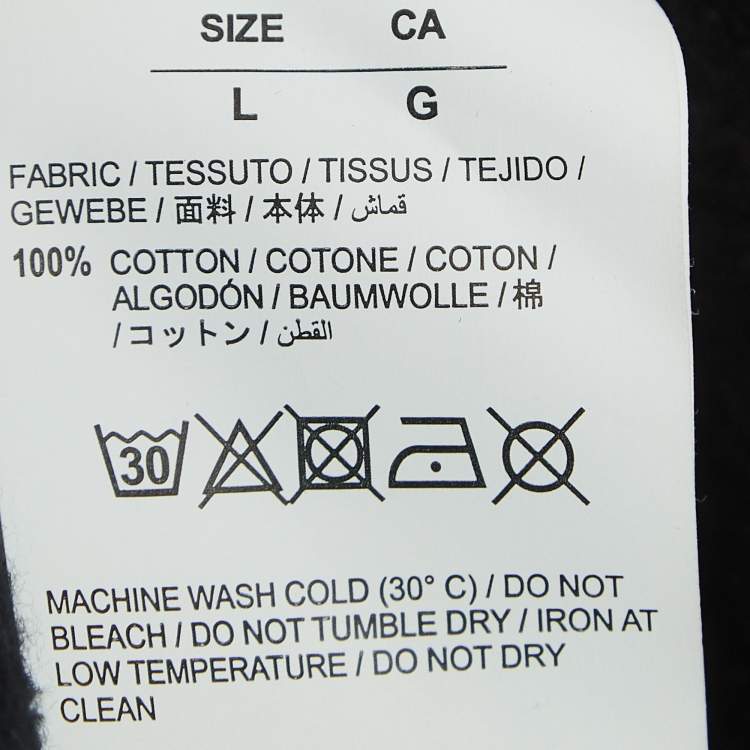 SIZE CA
L G
FABRIC / TESSUTO / TISSUS / TEJIDO /
GEWEBE / 面料 / 本体 / قماش
100% COTTON / COTONE / COTON /
ALGODÓN / BAUMWOLLE / 棉
/ コットン / القطن
30
MACHINE WASH COLD (30° C) / DO NOT
BLEACH / DO NOT TUMBLE DRY / IRON AT
LOW TEMPERATURE / DO NOT DRY
CLEAN